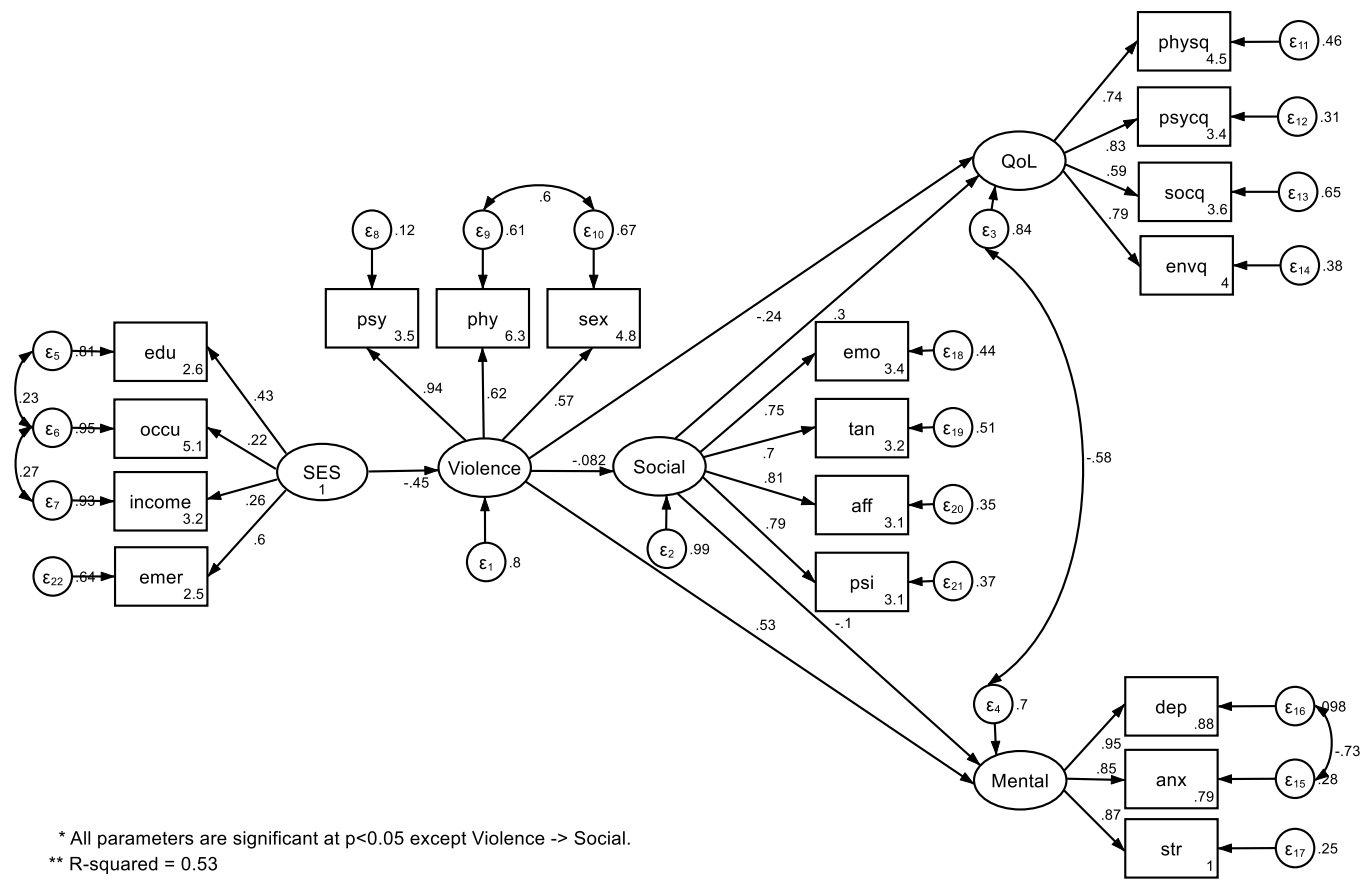 physq
4.5
ε11 .46
.74
psycq
3.4
ε12 .31
.83
QoL
.59
socq
3.6
ε13 .65
.79
envq
4
ε14 .38
ε3 .84
.6
ε8 .12
ε9 .61
ε10 .67
psy
3.5
phy
6.3
sex
4.8
-.24
.3
ε5 .81
edu
2.6
emo
3.4
ε18 .44
.23
.43
.94
.62
.57
.75
ε6 .95
occu
5.1
.22
tan
3.2
ε19 .51
.7
.27
SES
1
-.45
Violence
-.082
Social
-.58
.81
ε7 .93
income
3.2
.26
aff
3.1
ε20 .35
.79
.6
ε22 .64
emer
2.5
ε1 .8
ε2 .99
psi
3.1
ε21 .37
.53
-.1
ε4 .7
dep
.88
ε16 .098
.95
-.73
Mental
.85
anx
.79
ε15 .28
.87
str
1
ε17 .25
* All parameters are significant at p<0.05 except Violence -> Social.
** R-squared = 0.53